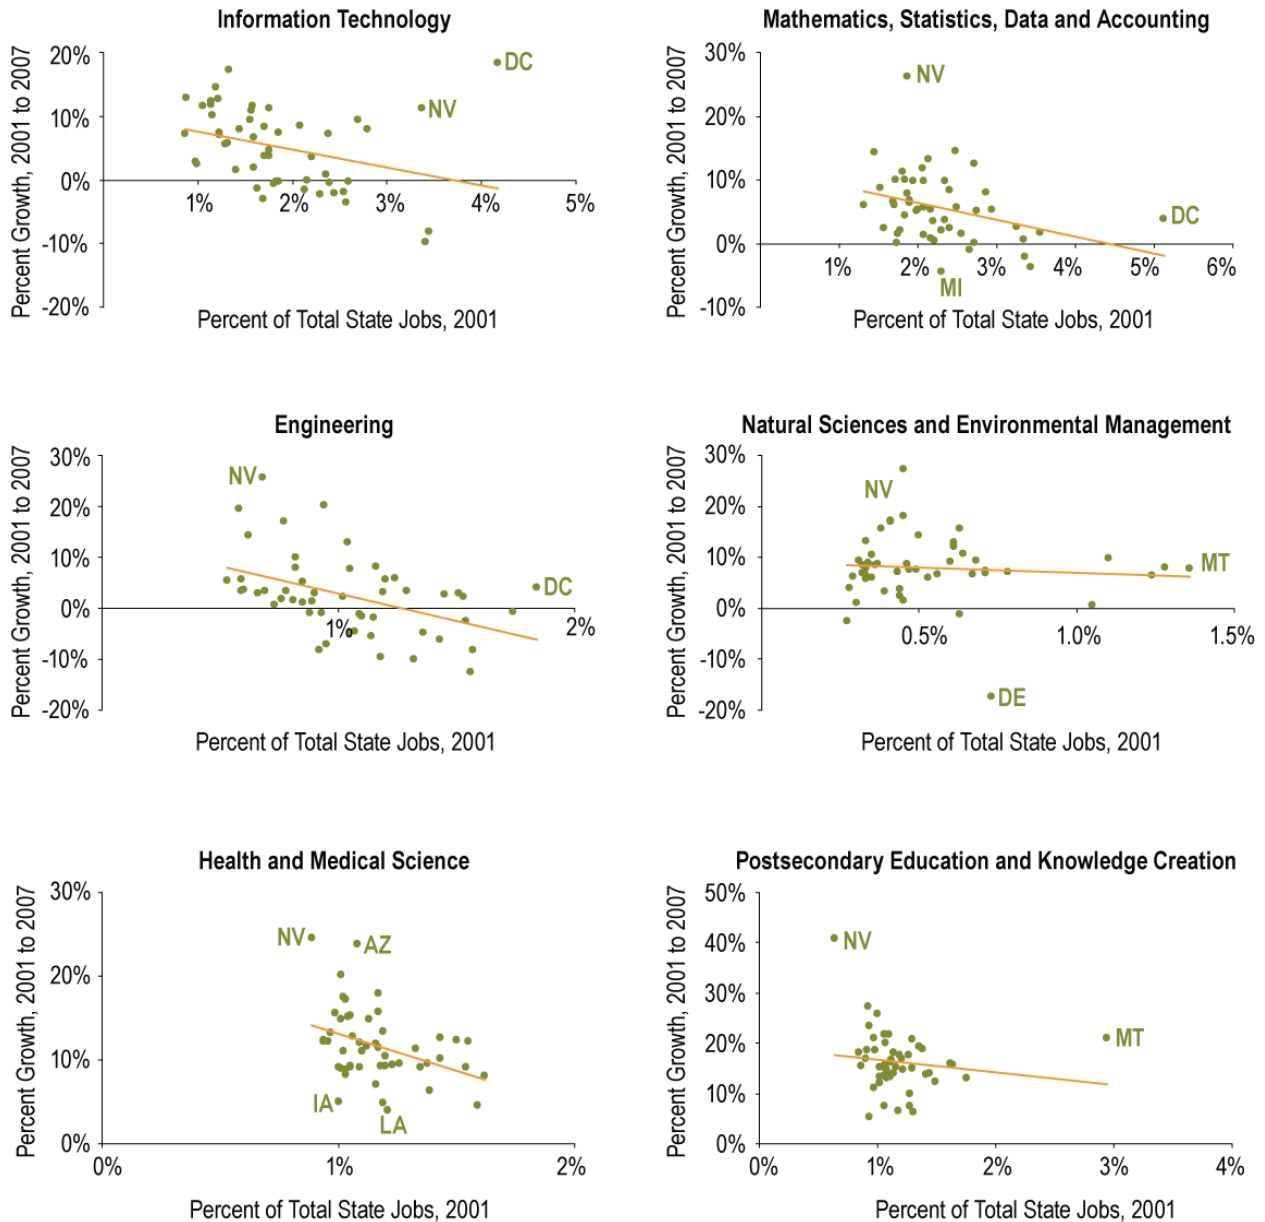 Information Technology
Percent Growth, 2001 to 2007
20%
10%
0%
-10%
-20%
DC
NV
1%
2%
3%
4%
5%
Percent of Total State Jobs, 2001
Mathematics, Statistics, Data and Accounting
Percent Growth, 2001 to 2007
30%
20%
10%
0%
-10%
NV
DC
MI
1%
2%
3%
4%
5%
6%
Percent of Total State Jobs, 2001
Engineering
Percent Growth, 2001 to 2007
30%
20%
10%
0%
-10%
-20%
NV
DC
1%
2%
Percent of Total State Jobs, 2001
Natural Sciences and Environmental Management
Percent Growth, 2001 to 2007
30%
20%
10%
0%
-10%
-20%
NV
MT
DE
0.5%
1.0%
1.5%
Percent of Total State Jobs, 2001
Health and Medical Science
Percent Growth, 2001 to 2007
30%
20%
10%
0%
NV
AZ
IA
LA
0%
1%
2%
Percent of Total State Jobs, 2001
Postsecondary Education and Knowledge Creation
Percent Growth, 2001 to 2007
50%
40%
30%
20%
10%
0%
NV
MT
0%
1%
2%
3%
4%
Percent of Total State Jobs, 2001